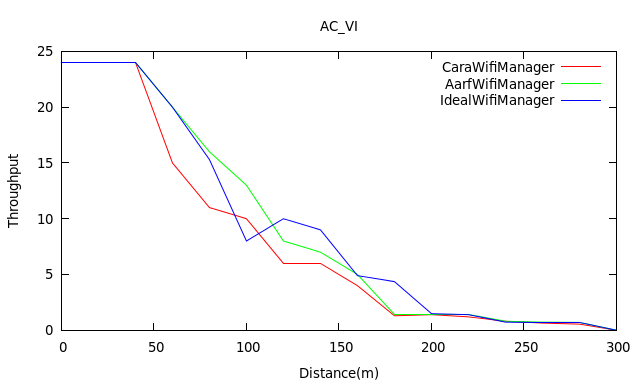 AC_VI
25
20
15
10
5
0
Throughput
CaraWifiManager
AarfWifiManager
IdealWifiManager
0 50 100 150 200 250 300
Distance(m)